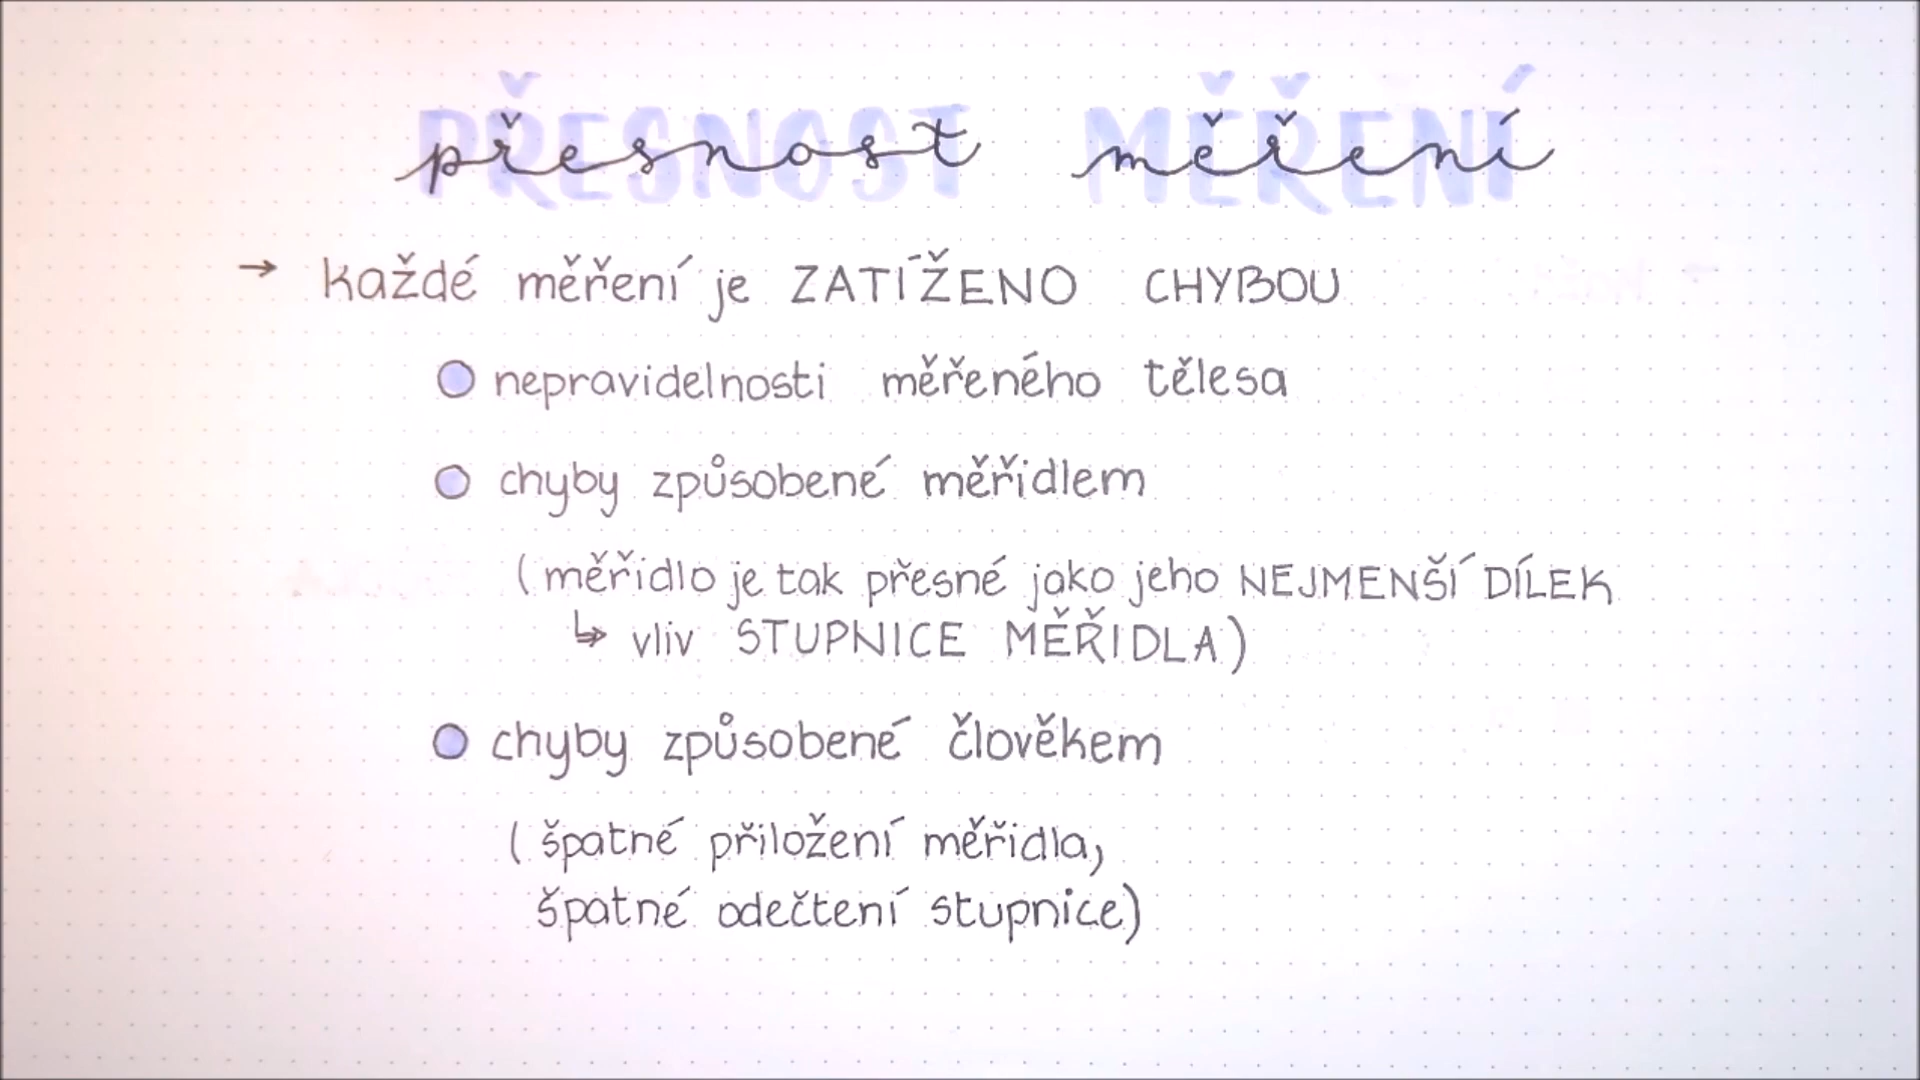 přesnost měření
→ každé měření je ZATÍŽENO CHYBOU
nepravidelnosti měřeného tělesa
chyby způsobené měřidlem
(měřidlo je tak přesné jako jeho NEJMENŠÍ DÍLEK
↳ vliv STUPNICE MĚŘIDLA)
chyby způsobené člověkem
(špatné přiložení měřidla,
špatné odečtení stupnice)